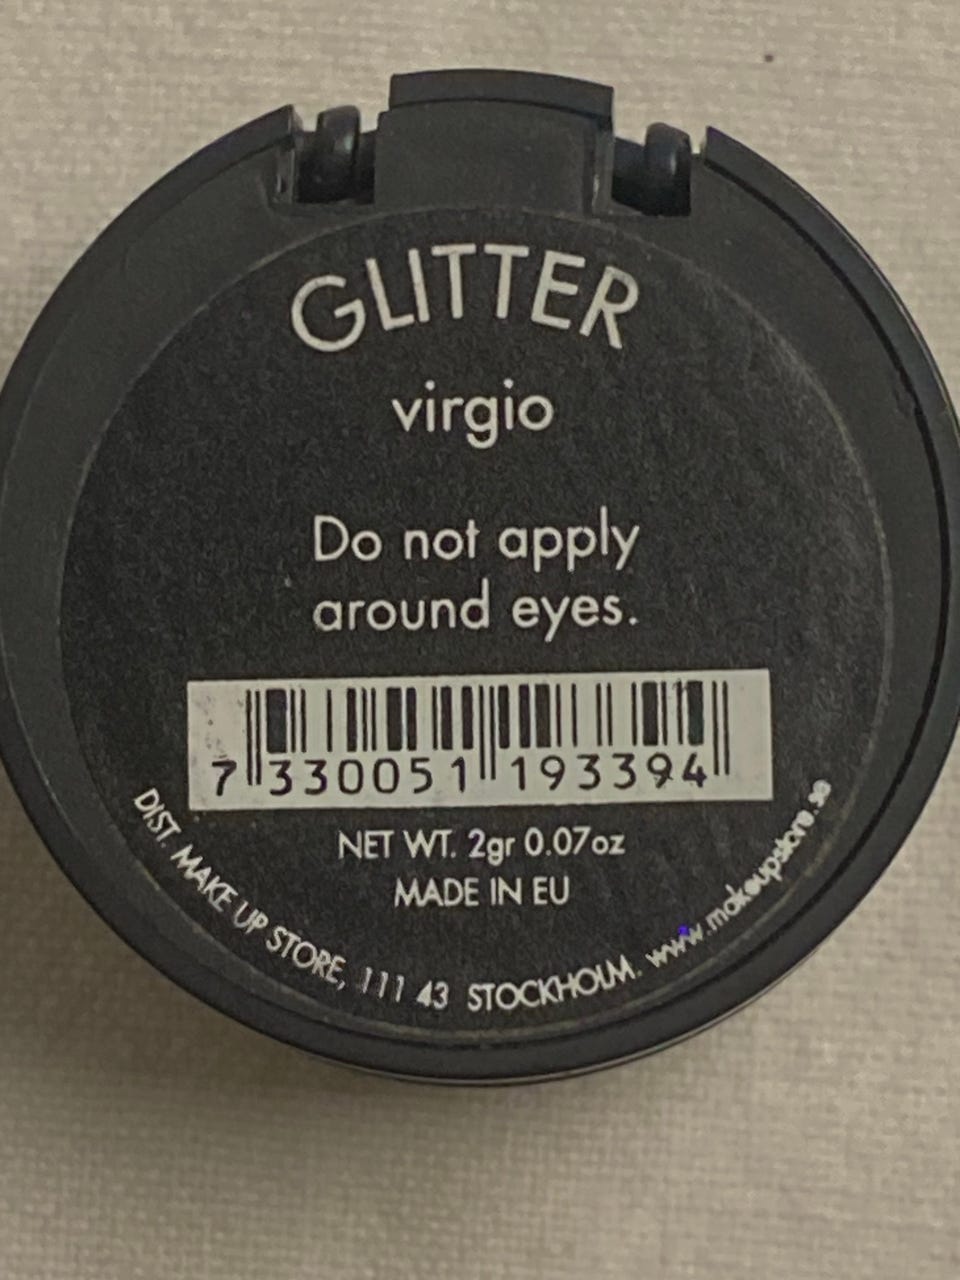 GLITTER
virgio
Do not apply
around eyes.
7 330051 193394
NET WT. 2gr 0.07oz
MADE IN EU
DIST. MAKE UP STORE, 111 43 STOCKHOLM. www.makeupstore.se